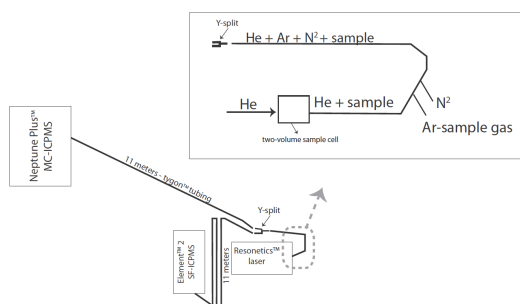 Y-split
He + Ar + N² + sample
He
He + sample
two-volume sample cell
N²
Ar-sample gas
Neptune Plus™
MC-ICPMS
11 meters - tygon™ tubing
Y-split
Element™ 2
SF-ICPMS
11 meters
Resonetics™
laser